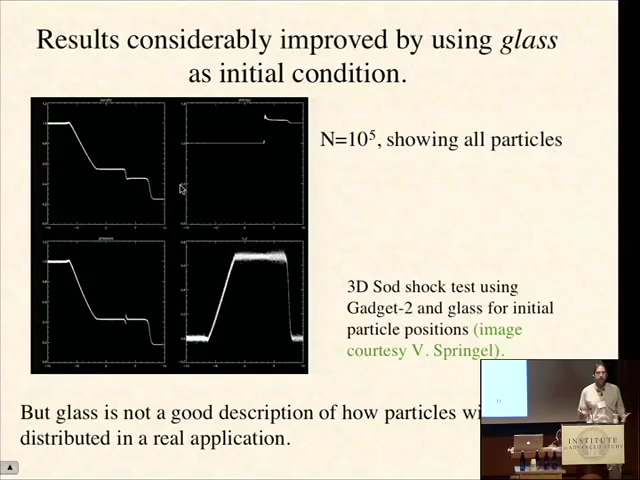 Results considerably improved by using glass
as initial condition.
N=10⁵, showing all particles
3D Sod shock test using
Gadget-2 and glass for initial
particle positions (image
courtesy V. Springel).
But glass is not a good description of how particles
distributed in a real application.
INSTITUTE
ADVANCED STUDY